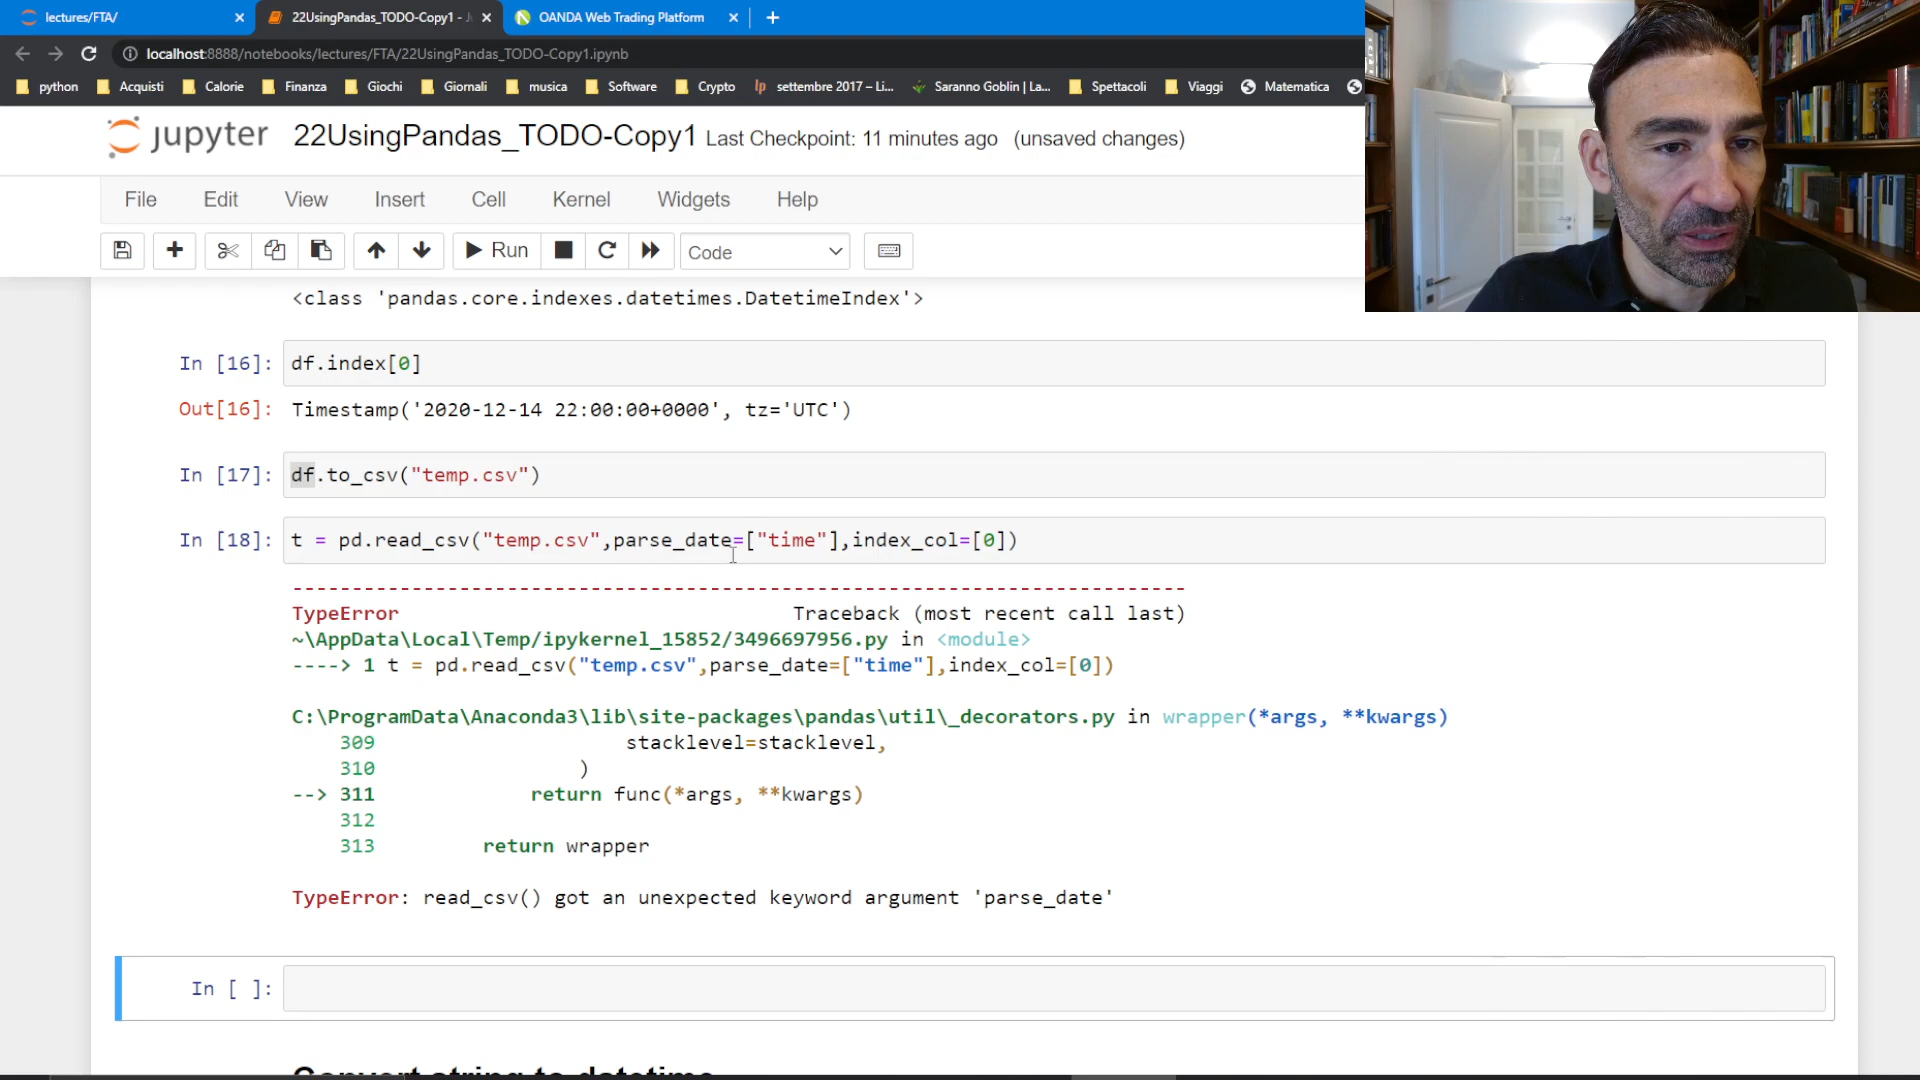 lectures/FTA/
22UsingPandas_TODO-Copy1 - J
OANDA Web Trading Platform
localhost:8888/notebooks/lectures/FTA/22UsingPandas_TODO-Copy1.ipynb
python Acquisti Calorie Finanza Giochi Giornali musica Software Crypto lp settembre 2017 – Li... Saranno Goblin | La... Spettacoli Viaggi Matematica
jupyter 22UsingPandas_TODO-Copy1 Last Checkpoint: 11 minutes ago (unsaved changes)
File Edit View Insert Cell Kernel Widgets Help
Run Code
<class 'pandas.core.indexes.datetimes.DatetimeIndex'>
In [16]: df.index[0]
Out[16]: Timestamp('2020-12-14 22:00:00+0000', tz='UTC')
In [17]: df.to_csv("temp.csv")
In [18]: t = pd.read_csv("temp.csv",parse_date=["time"],index_col=[0])
---------------------------------------------------------------------------
TypeError Traceback (most recent call last)
~\AppData\Local\Temp/ipykernel_15852/3496697956.py in <module>
----> 1 t = pd.read_csv("temp.csv",parse_date=["time"],index_col=[0])
C:\ProgramData\Anaconda3\lib\site-packages\pandas\util\_decorators.py in wrapper(*args, **kwargs)
309 stacklevel=stacklevel,
310 )
--> 311 return func(*args, **kwargs)
312
313 return wrapper
TypeError: read_csv() got an unexpected keyword argument 'parse_date'
In [ ]:
Convert string to datetime